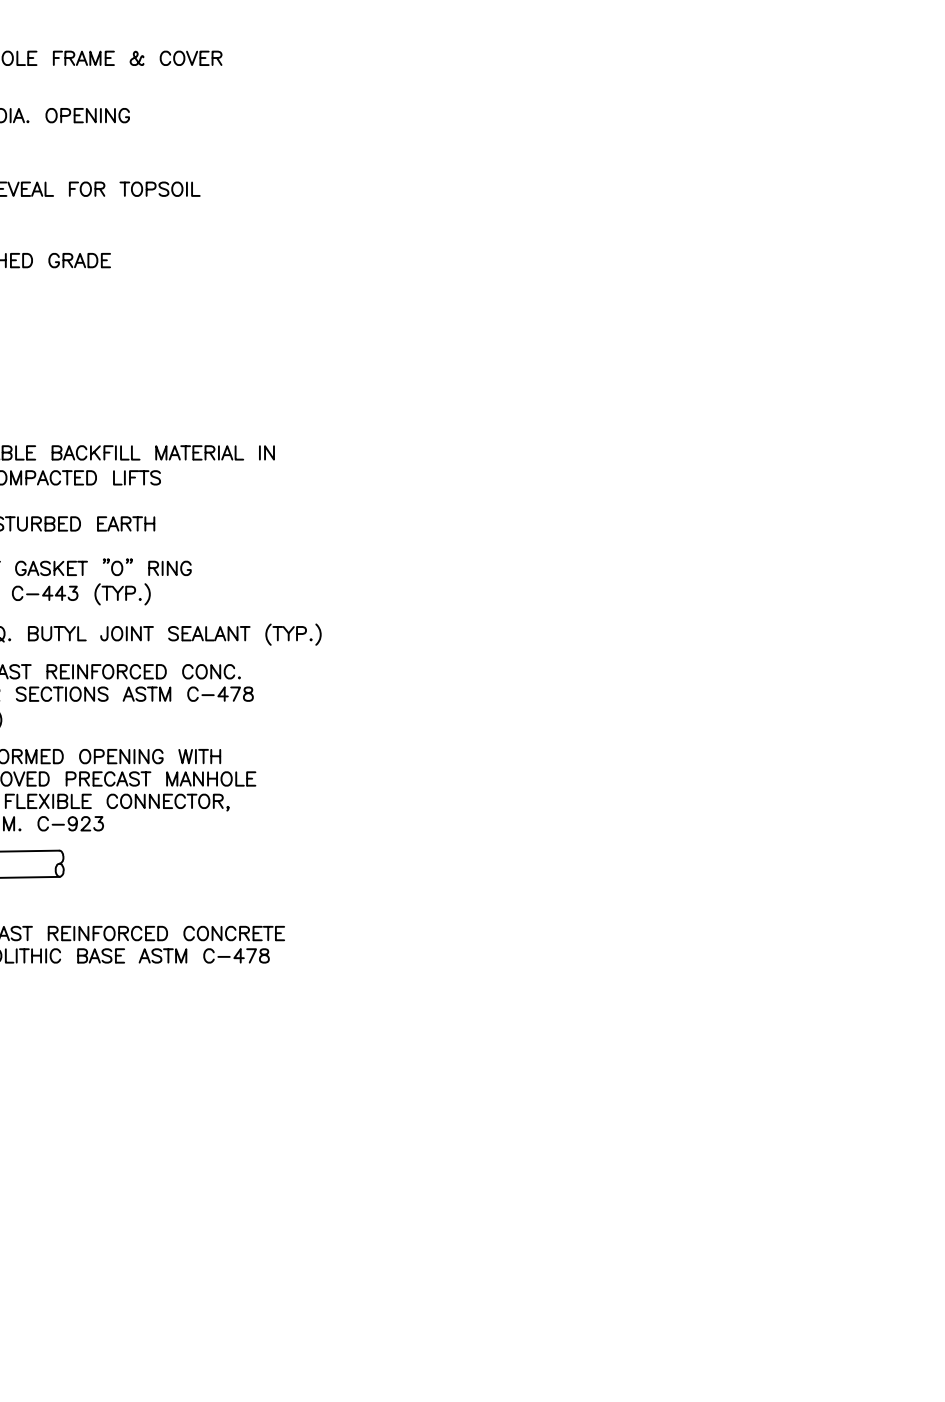 OLE FRAME & COVER
DIA. OPENING
EVEAL FOR TOPSOIL
HED GRADE
BLE BACKFILL MATERIAL IN
OMPACTED LIFTS
STURBED EARTH
GASKET "O" RING
C-443 (TYP.)
Q. BUTYL JOINT SEALANT (TYP.)
AST REINFORCED CONC.
SECTIONS ASTM C-478
)
ORMED OPENING WITH
OVED PRECAST MANHOLE
FLEXIBLE CONNECTOR,
M. C-923
AST REINFORCED CONCRETE
OLITHIC BASE ASTM C-478